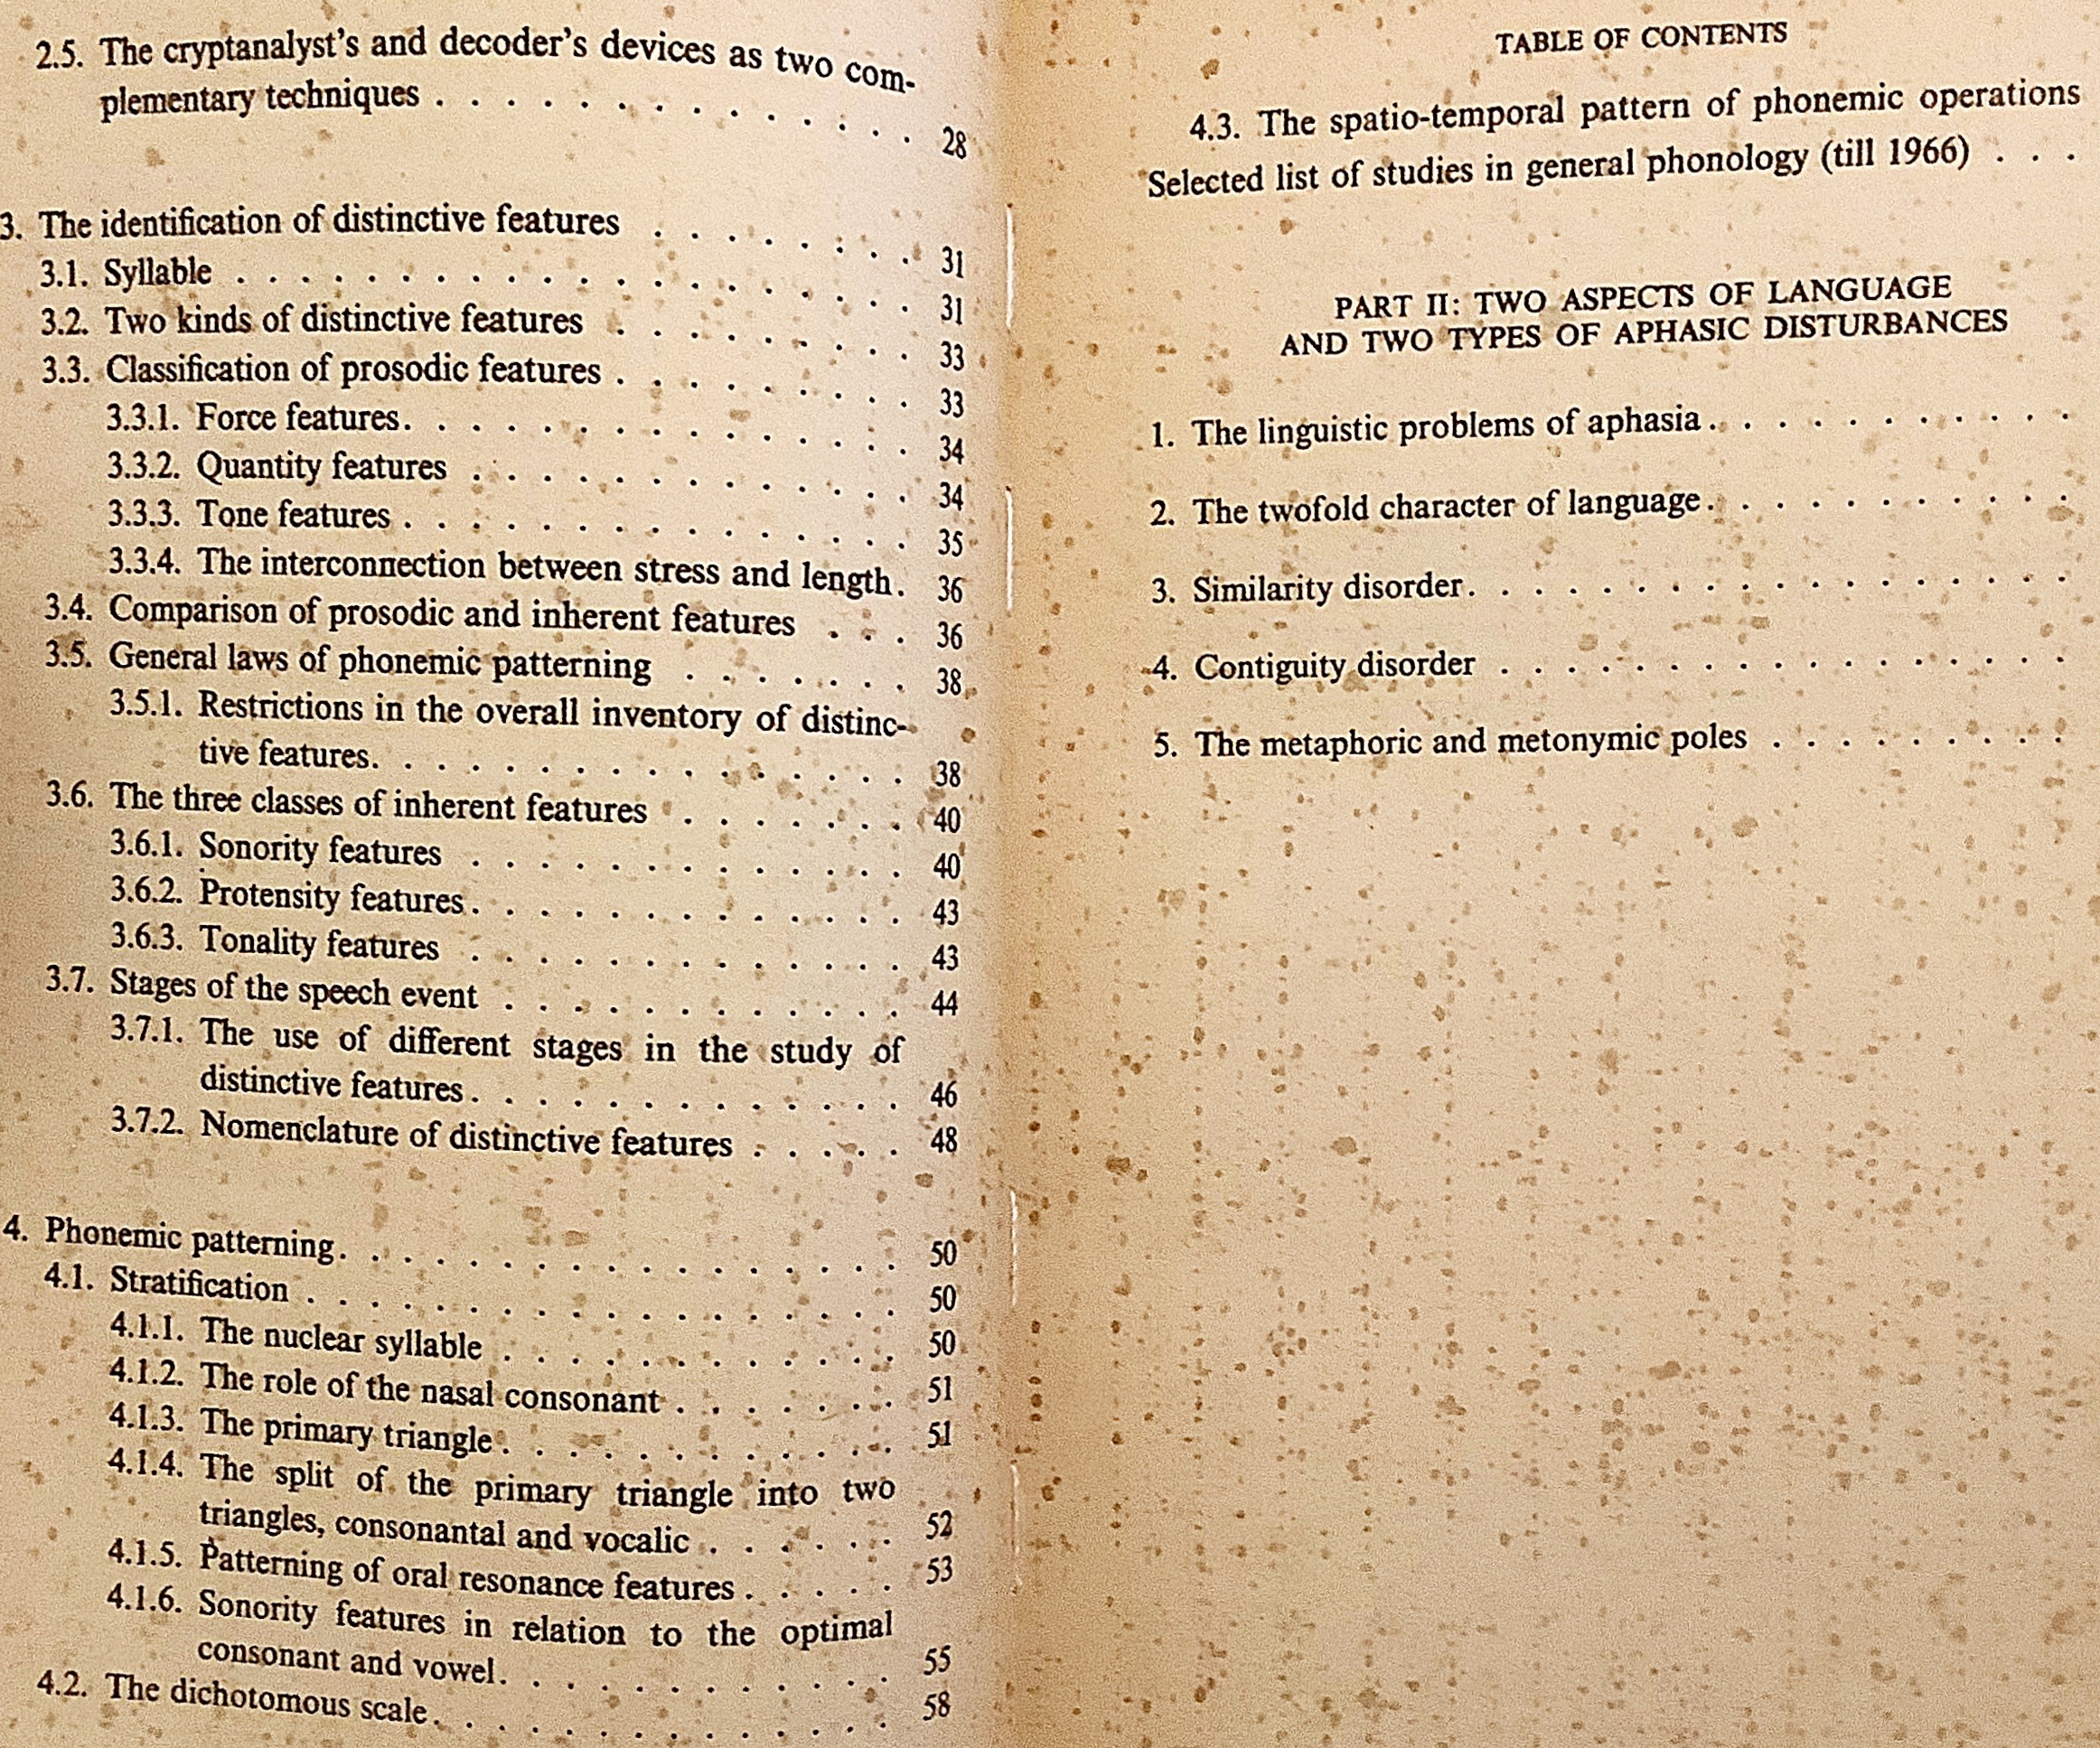 2.5. The cryptanalyst's and decoder's devices as two com-
plementary techniques . . . . . . . . . . . . . . 28
3. The identification of distinctive features . . . . . . . . 31
3.1. Syllable . . . . . . . . . . . . . . . . . . . . 31
3.2. Two kinds of distinctive features . . . . . . . . . 33
3.3. Classification of prosodic features . . . . . . . . . 33
3.3.1. Force features. . . . . . . . . . . . . . . . 34
3.3.2. Quantity features . . . . . . . . . . . . . . 34
3.3.3. Tone features . . . . . . . . . . . . . . . . 35
3.3.4. The interconnection between stress and length. 36
3.4. Comparison of prosodic and inherent features . . . 36
3.5. General laws of phonemic patterning . . . . . . . 38
3.5.1. Restrictions in the overall inventory of distinc-
tive features. . . . . . . . . . . . . . . . . 38
3.6. The three classes of inherent features . . . . . . . 40
3.6.1. Sonority features . . . . . . . . . . . . . 40
3.6.2. Protensity features. . . . . . . . . . . . . . 43
3.6.3. Tonality features . . . . . . . . . . . . . 43
3.7. Stages of the speech event . . . . . . . . . . . . 44
3.7.1. The use of different stages in the study of
distinctive features. . . . . . . . . . . . . . 46
3.7.2. Nomenclature of distinctive features . . . . . 48
4. Phonemic patterning. . . . . . . . . . . . . . . . . . 50
4.1. Stratification . . . . . . . . . . . . . . . . . . 50
4.1.1. The nuclear syllable . . . . . . . . . . . . 50
4.1.2. The role of the nasal consonant . . . . . . . 51
4.1.3. The primary triangle . . . . . . . . . . . . 51
4.1.4. The split of the primary triangle into two
triangles, consonantal and vocalic . . . . . . 52
4.1.5. Patterning of oral resonance features . . . . . 53
4.1.6. Sonority features in relation to the optimal
consonant and vowel. . . . . . . . . . . . . 55
4.2. The dichotomous scale. . . . . . . . . . . . . . . 58
TABLE OF CONTENTS
4.3. The spatio-temporal pattern of phonemic operations
Selected list of studies in general phonology (till 1966) . . .
PART II: TWO ASPECTS OF LANGUAGE
AND TWO TYPES OF APHASIC DISTURBANCES
1. The linguistic problems of aphasia . . . . . . . . . . .
2. The twofold character of language. . . . . . . . . . .
3. Similarity disorder. . . . . . . . . . . . . . . . . .
4. Contiguity disorder . . . . . . . . . . . . . . . . .
5. The metaphoric and metonymic poles . . . . . . . . .